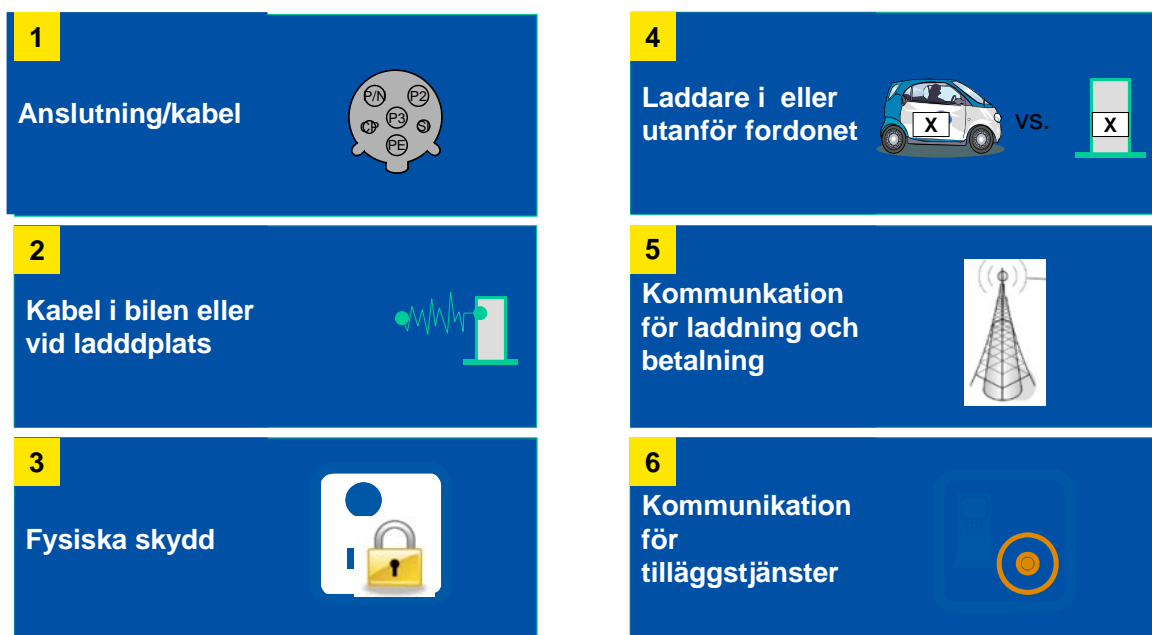 1
Anslutning/kabel
P/N P2
P3
CP SI
PE
2
Kabel i bilen eller
vid ladddplats
3
Fysiska skydd
4
Laddare i eller
utanför fordonet
X vs. X
5
Kommunkation
för laddning och
betalning
6
Kommunikation
för
tilläggstjänster